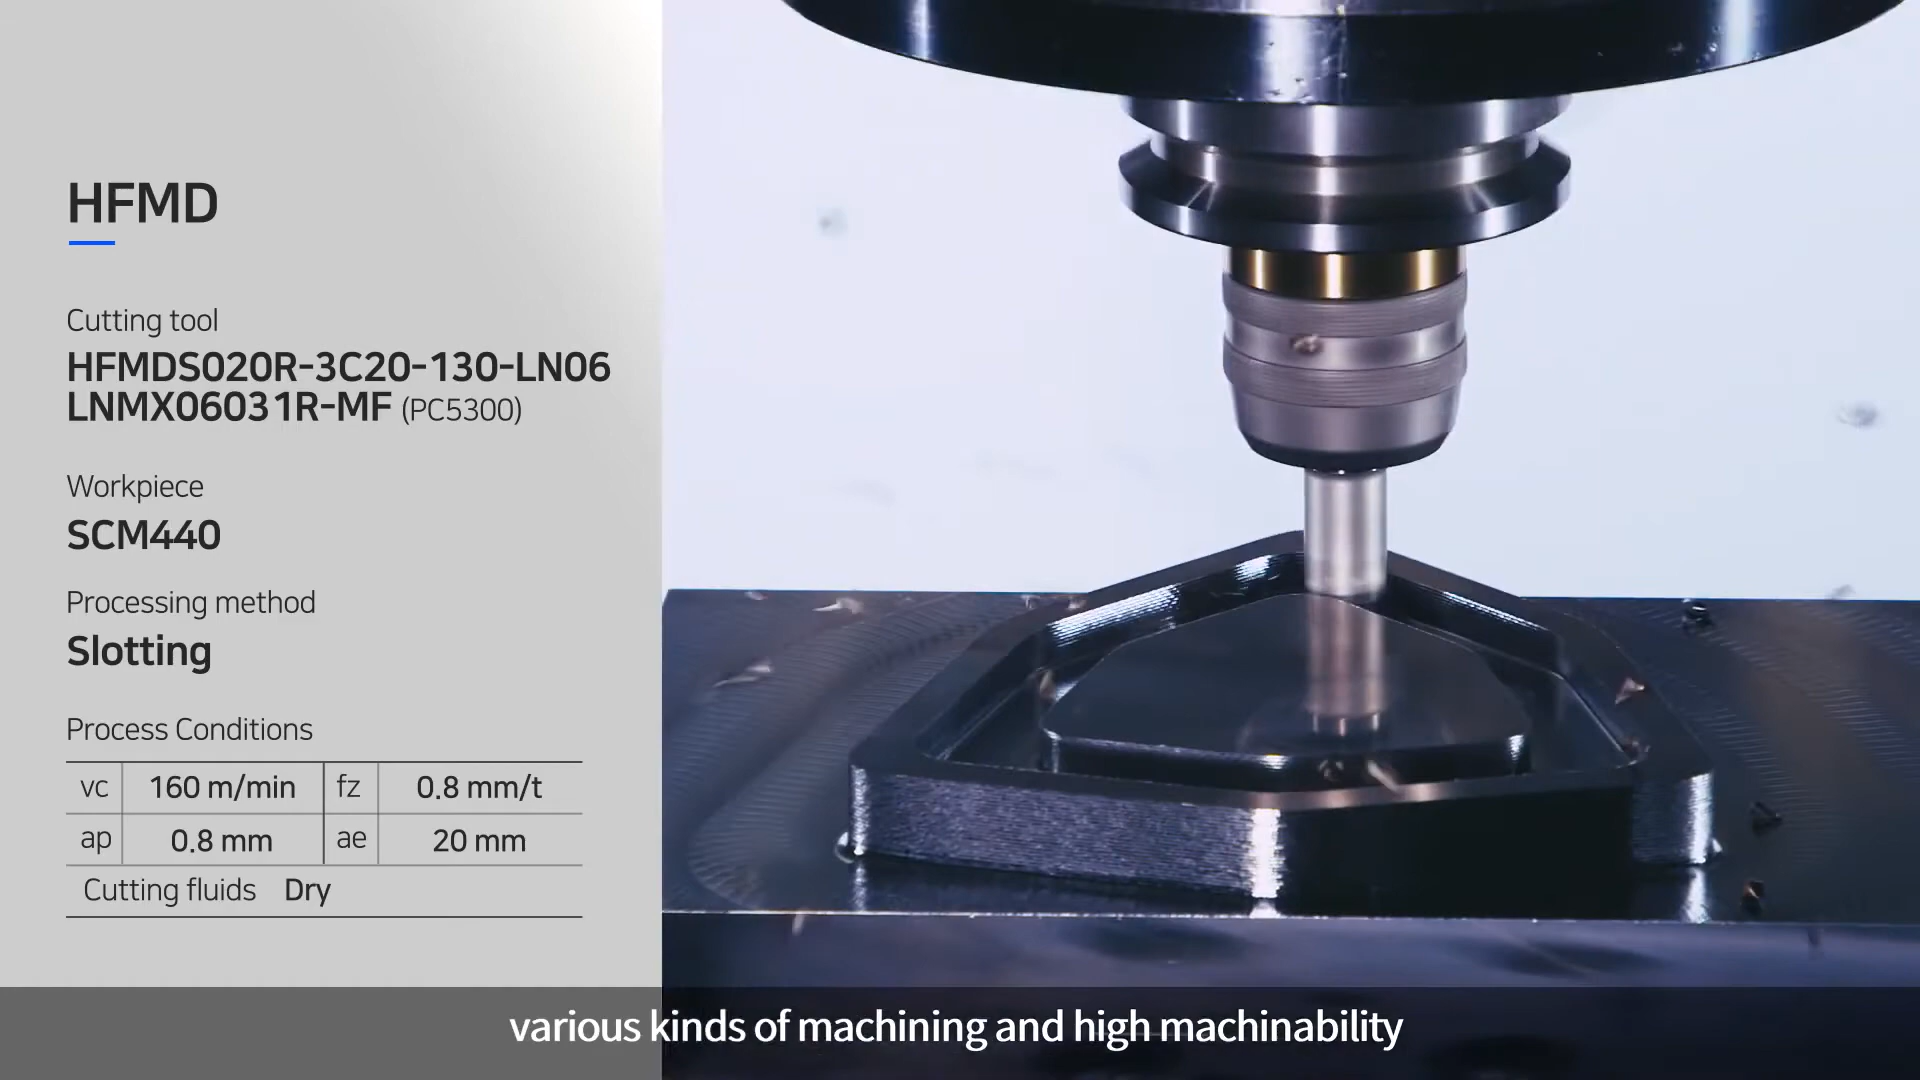 HFMD
Cutting tool
HFMDS020R-3C20-130-LN06
LNMX06031R-MF (PC5300)
Workpiece
SCM440
Processing method
Slotting
Process Conditions
vc 160 m/min fz 0.8 mm/t
ap 0.8 mm ae 20 mm
Cutting fluids Dry
various kinds of machining and high machinability